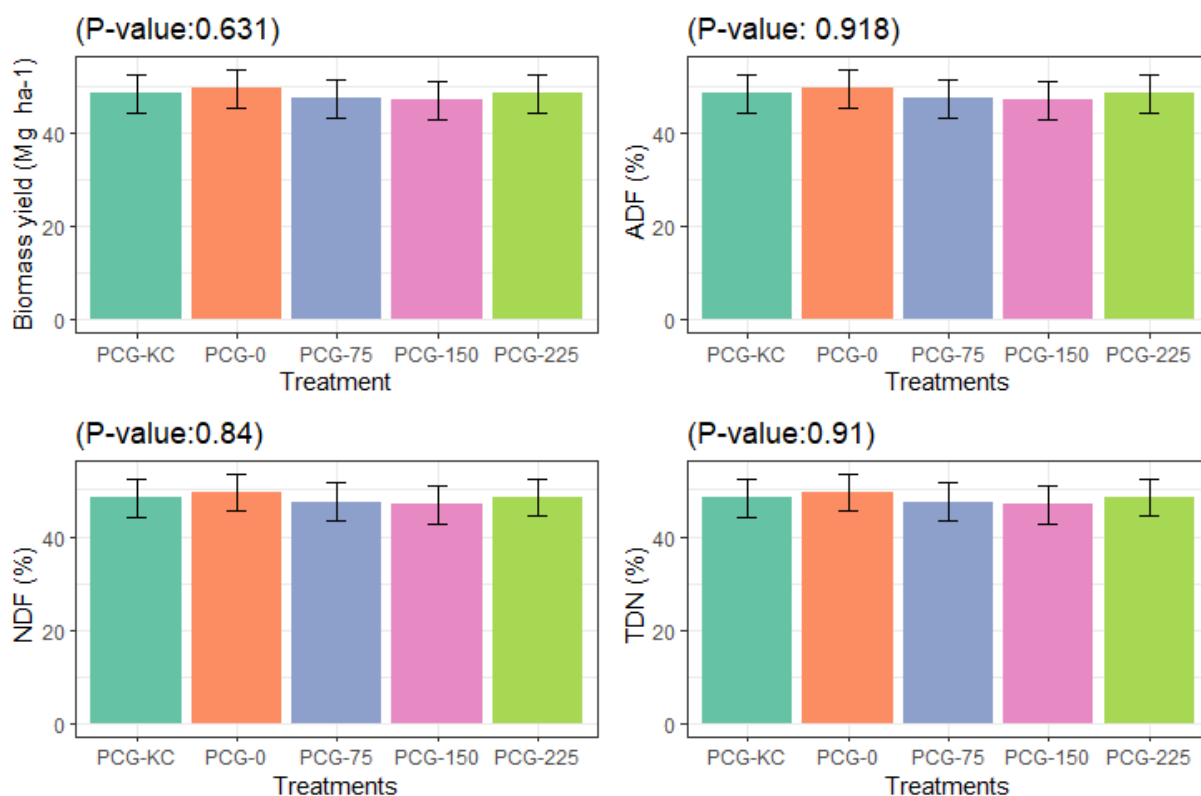 (P-value:0.631)
Biomass yield (Mg ha-1)
40
20
0
PCG-KC PCG-0 PCG-75 PCG-150 PCG-225
Treatment
(P-value: 0.918)
ADF (%)
40
20
0
PCG-KC PCG-0 PCG-75 PCG-150 PCG-225
Treatments
(P-value:0.84)
NDF (%)
40
20
0
PCG-KC PCG-0 PCG-75 PCG-150 PCG-225
Treatments
(P-value:0.91)
TDN (%)
40
20
0
PCG-KC PCG-0 PCG-75 PCG-150 PCG-225
Treatments